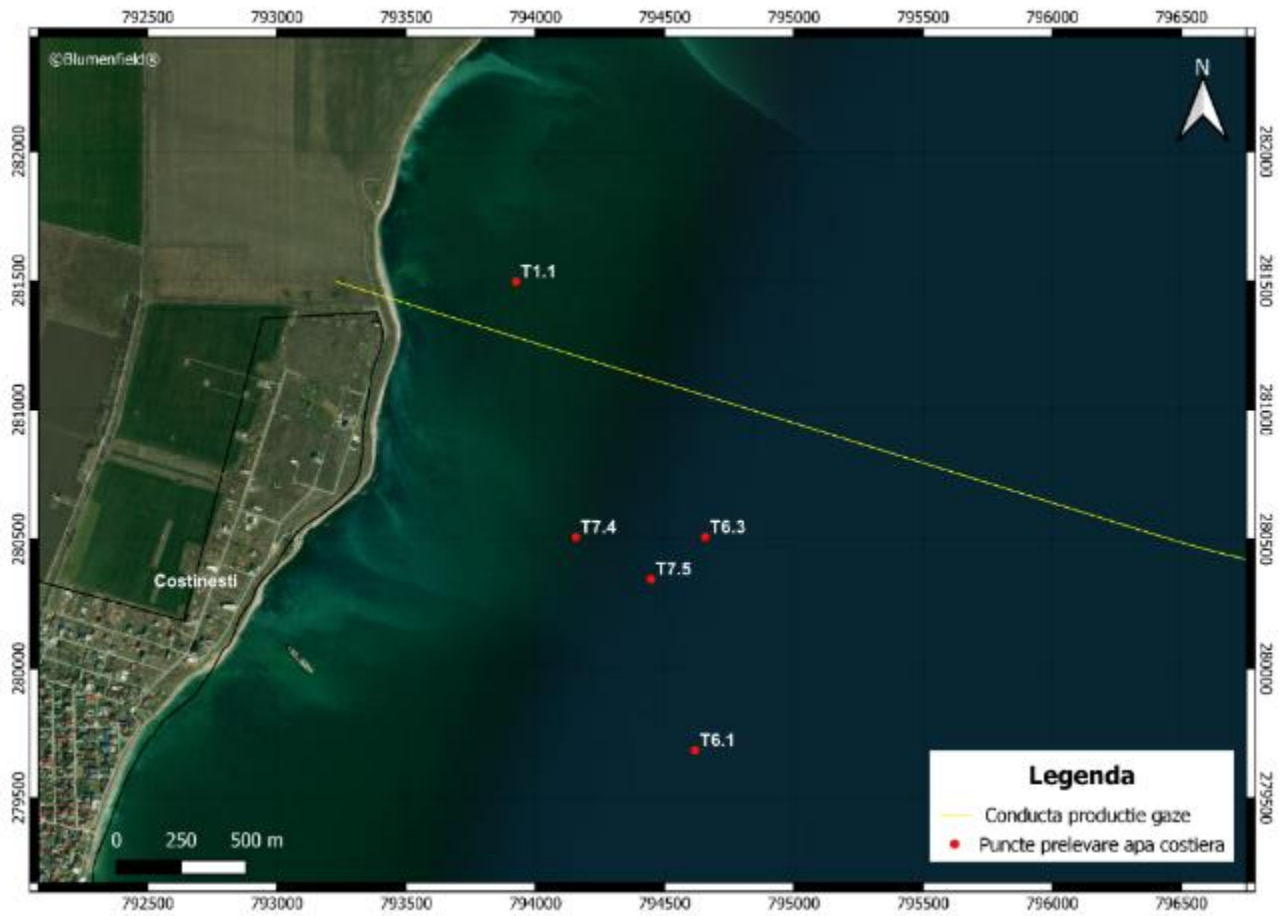 792500 793000 793500 794000 794500 795000 795500 796000 796500
©Blumenfield®
N
282000 282000
T1.1
281500 281500
281000 281000
T7.4 T6.3
280500 280500
T7.5
Costinesti
280000 280000
T6.1
Legenda
279500 279500
Conducta productie gaze
0 250 500 m
Puncte prelevare apa costiera
792500 793000 793500 794000 794500 795000 795500 796000 796500